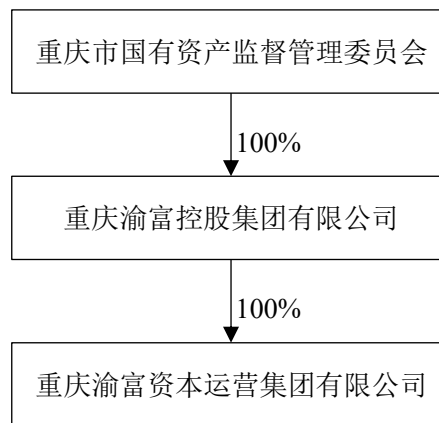 重庆市国有资产监督管理委员会
100%
重庆渝富控股集团有限公司
100%
重庆渝富资本运营集团有限公司